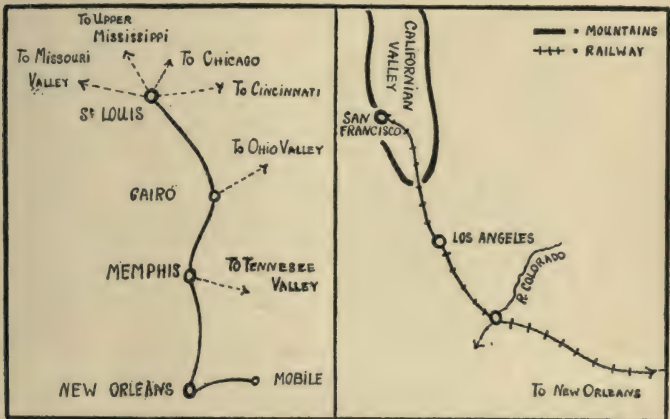 To Upper
Mississippi
To Missouri
Valley
To Chicago
To Cincinnati
St Louis
To Ohio Valley
CAIRO
MEMPHIS
To TENNESEE
VALLEY
NEW ORLEANS
MOBILE
= MOUNTAINS
= RAILWAY
CALIFORNIAN
VALLEY
SAN
FRANCISCO
LOS ANGELES
R. COLORADO
To NEW ORLEANS